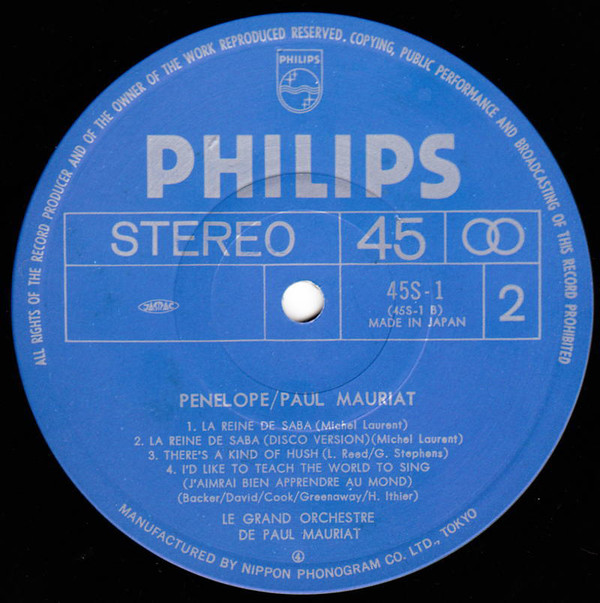 ALL RIGHTS OF THE RECORD PRODUCER AND OF THE OWNER OF THE WORK REPRODUCED RESERVED. COPYING, PUBLIC PERFORMANCE AND BROADCASTING OF THIS RECORD PROHIBITED
PHILIPS
PHILIPS
STEREO 45
JASRAC
45S-1
(45S-1 B)
MADE IN JAPAN
2
PENELOPE/PAUL MAURIAT
1. LA REINE DE SABA (Michel Laurent)
2. LA REINE DE SABA (DISCO VERSION) (Michel Laurent)
3. THERE'S A KIND OF HUSH (L. Reed/G. Stephens)
4. I'D LIKE TO TEACH THE WORLD TO SING
(J'AIMRAI BIEN APPRENDRE AU MOND)
(Backer/David/Cook/Greenaway/H. Ithier)
LE GRAND ORCHESTRE
DE PAUL MAURIAT
④
MANUFACTURED BY NIPPON PHONOGRAM CO. LTD., TOKYO